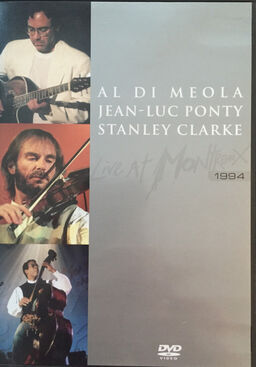 AL DI MEOLA
JEAN-LUC PONTY
STANLEY CLARKE
Live At Montreux
1994
DVD
VIDEO